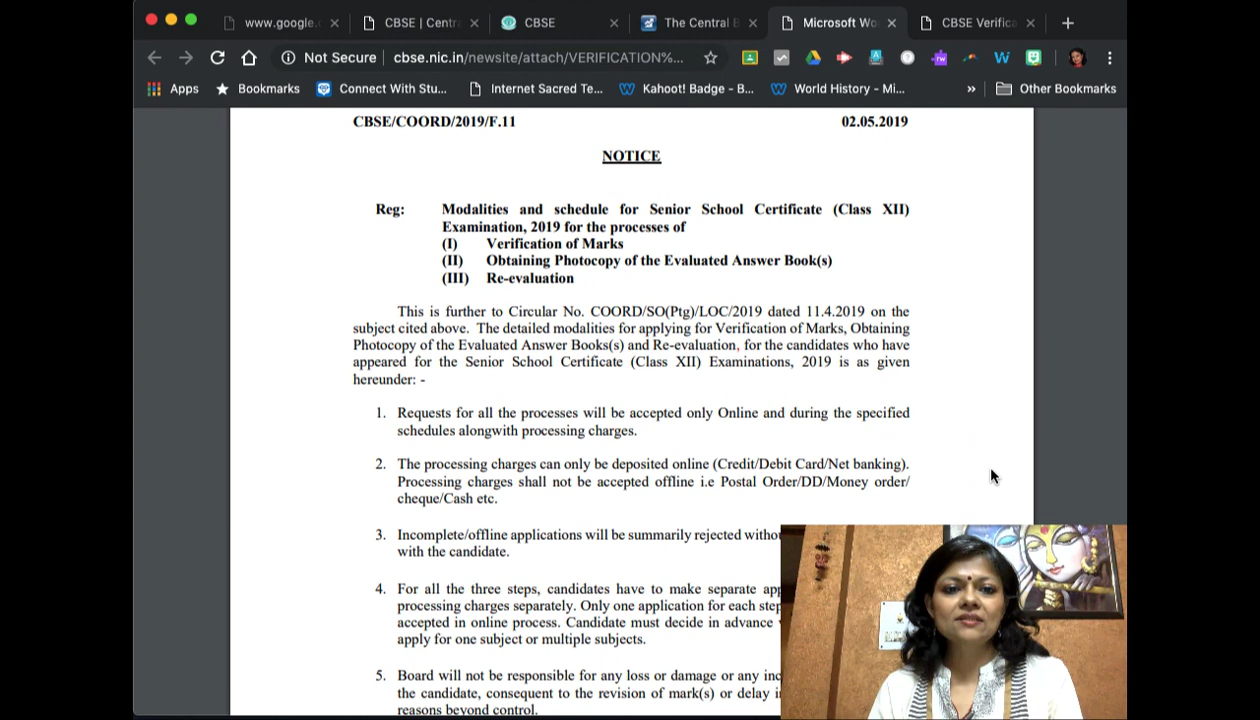 www.google.c
CBSE | Centr
CBSE
The Central B
Microsoft Wo
CBSE Verifica
Not Secure | cbse.nic.in/newsite/attach/VERIFICATION%...
Apps
Bookmarks
Connect With Stu...
Internet Sacred Te...
Kahoot! Badge - B...
World History - Mi...
»
Other Bookmarks
CBSE/COORD/2019/F.11 02.05.2019
NOTICE
Reg: Modalities and schedule for Senior School Certificate (Class XII)
Examination, 2019 for the processes of
(I) Verification of Marks
(II) Obtaining Photocopy of the Evaluated Answer Book(s)
(III) Re-evaluation
This is further to Circular No. COORD/SO(Ptg)/LOC/2019 dated 11.4.2019 on the
subject cited above. The detailed modalities for applying for Verification of Marks, Obtaining
Photocopy of the Evaluated Answer Books(s) and Re-evaluation, for the candidates who have
appeared for the Senior School Certificate (Class XII) Examinations, 2019 is as given
hereunder: -
1. Requests for all the processes will be accepted only Online and during the specified
schedules alongwith processing charges.
2. The processing charges can only be deposited online (Credit/Debit Card/Net banking).
Processing charges shall not be accepted offline i.e Postal Order/DD/Money order/
cheque/Cash etc.
3. Incomplete/offline applications will be summarily rejected witho
with the candidate.
4. For all the three steps, candidates have to make separate app
processing charges separately. Only one application for each step
accepted in online process. Candidate must decide in advance
apply for one subject or multiple subjects.
5. Board will not be responsible for any loss or damage or any inc
the candidate, consequent to the revision of mark(s) or delay i
reasons beyond control.